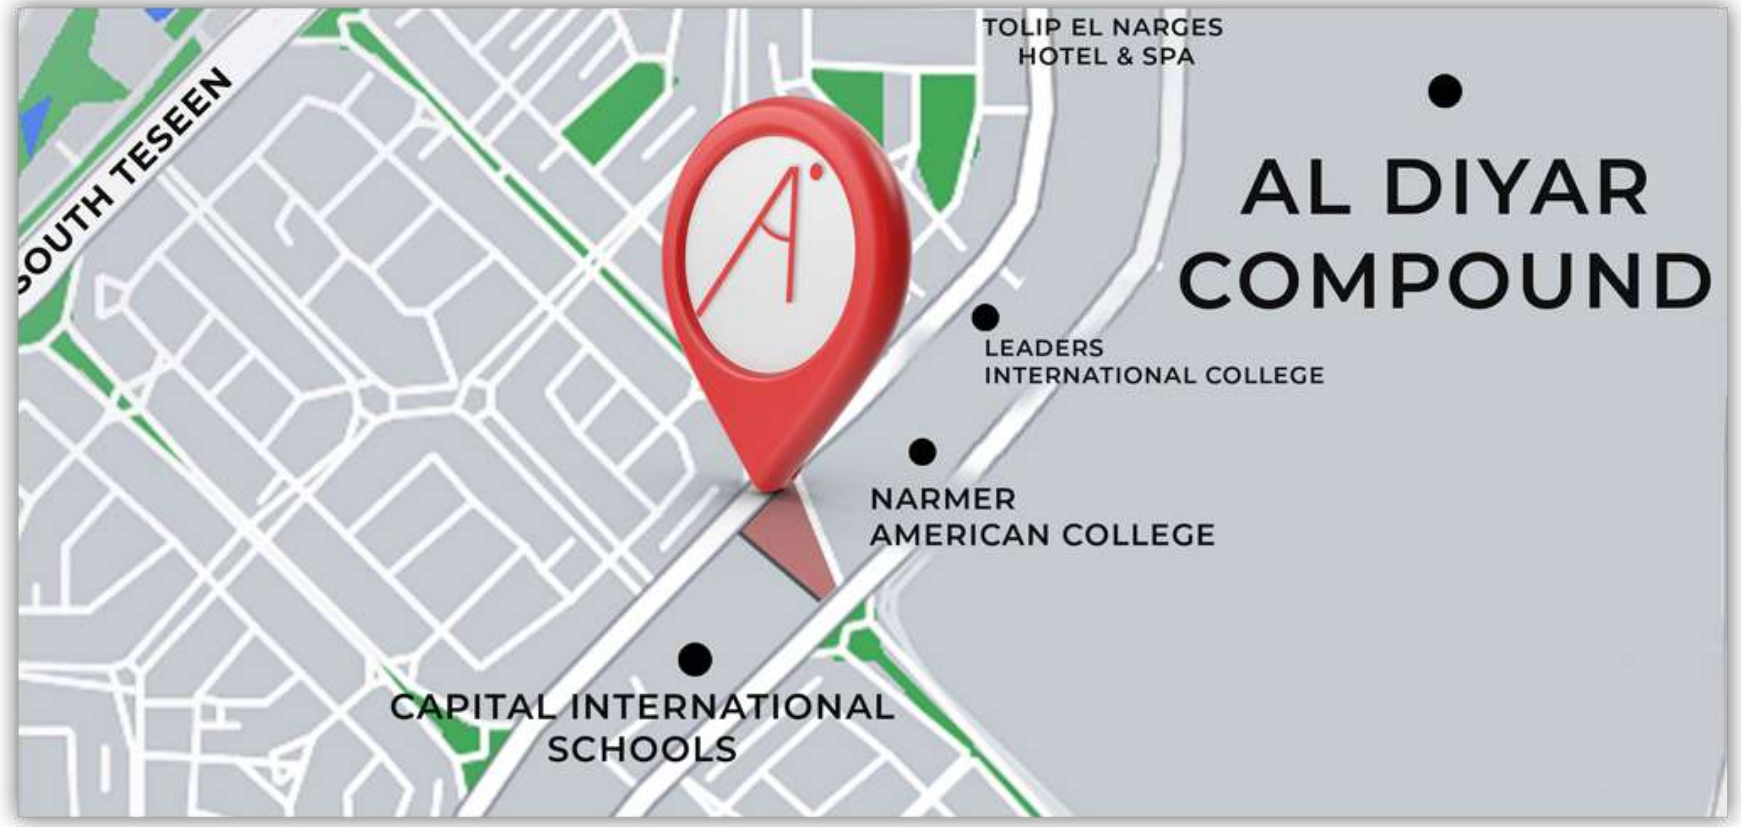 TOLIP EL NARGES
HOTEL & SPA
SOUTH TESEEN
A
AL DIYAR
COMPOUND
LEADERS
INTERNATIONAL COLLEGE
NARMER
AMERICAN COLLEGE
CAPITAL INTERNATIONAL
SCHOOLS